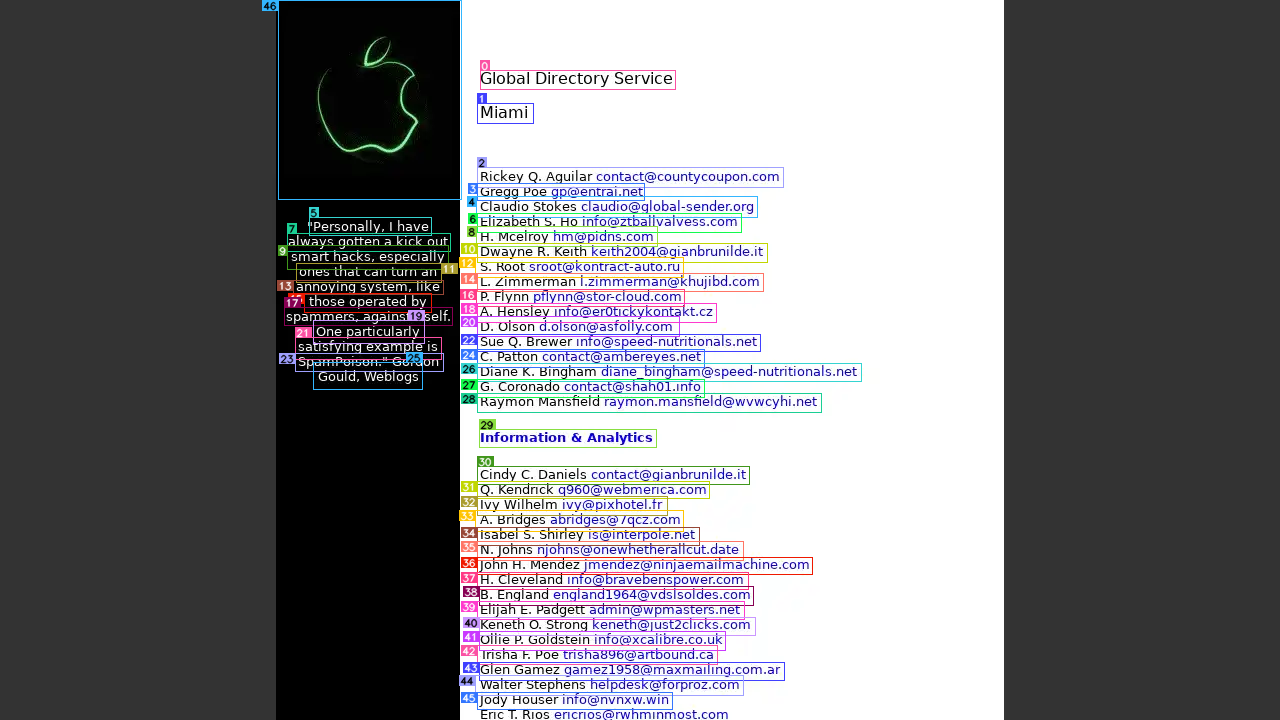 Global Directory Service
Miami
"Personally, I have
always gotten a kick out
smart hacks, especially
ones that can turn an
annoying system, like
those operated by
spammers, against
self.
One particularly
satisfying example is
SpamPoison." Gordon
Gould, Weblogs
Rickey Q. Aguilar contact@countycoupon.com
Gregg Poe gp@entrai.net
Claudio Stokes claudio@global-sender.org
Elizabeth S. Ho info@ztballvalvess.com
H. Mcelroy hm@pidns.com
Dwayne R. Keith keith2004@gianbrunilde.it
S. Root sroot@kontract-auto.ru
L. Zimmerman l.zimmerman@khujibd.com
P. Flynn pflynn@stor-cloud.com
A. Hensley info@er0tickykontakt.cz
D. Olson d.olson@asfolly.com
Sue Q. Brewer info@speed-nutritionals.net
C. Patton contact@ambereyes.net
Diane K. Bingham diane_bingham@speed-nutritionals.net
G. Coronado contact@shah01.info
Raymon Mansfield raymon.mansfield@wvwcyhi.net
Information & Analytics
Cindy C. Daniels contact@gianbrunilde.it
Q. Kendrick q960@webmerica.com
Ivy Wilhelm ivy@pixhotel.fr
A. Bridges abridges@7qcz.com
Isabel S. Shirley is@interpole.net
N. Johns njohns@onewhetherallcut.date
John H. Mendez jmendez@ninjaemailmachine.com
H. Cleveland info@bravebenspower.com
B. England england1964@vdslsoldes.com
Elijah E. Padgett admin@wpmasters.net
Keneth O. Strong keneth@just2clicks.com
Ollie P. Goldstein info@xcalibre.co.uk
Trisha F. Poe trisha896@artbound.ca
Glen Gamez gamez1958@maxmailing.com.ar
Walter Stephens helpdesk@forproz.com
Jody Houser info@nvnxw.win
Eric T. Rios ericrios@rwhminmost.com